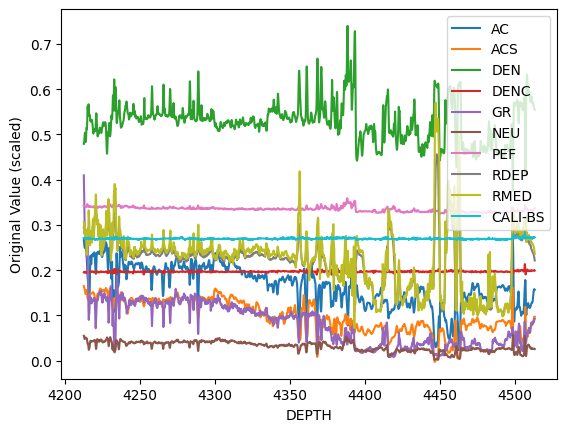 Original Value (scaled)
0.7
0.6
0.5
0.4
0.3
0.2
0.1
0.0
AC
ACS
DEN
DENC
GR
NEU
PEF
RDEP
RMED
CALI-BS
4200
4250
4300
4350
4400
4450
4500
DEPTH